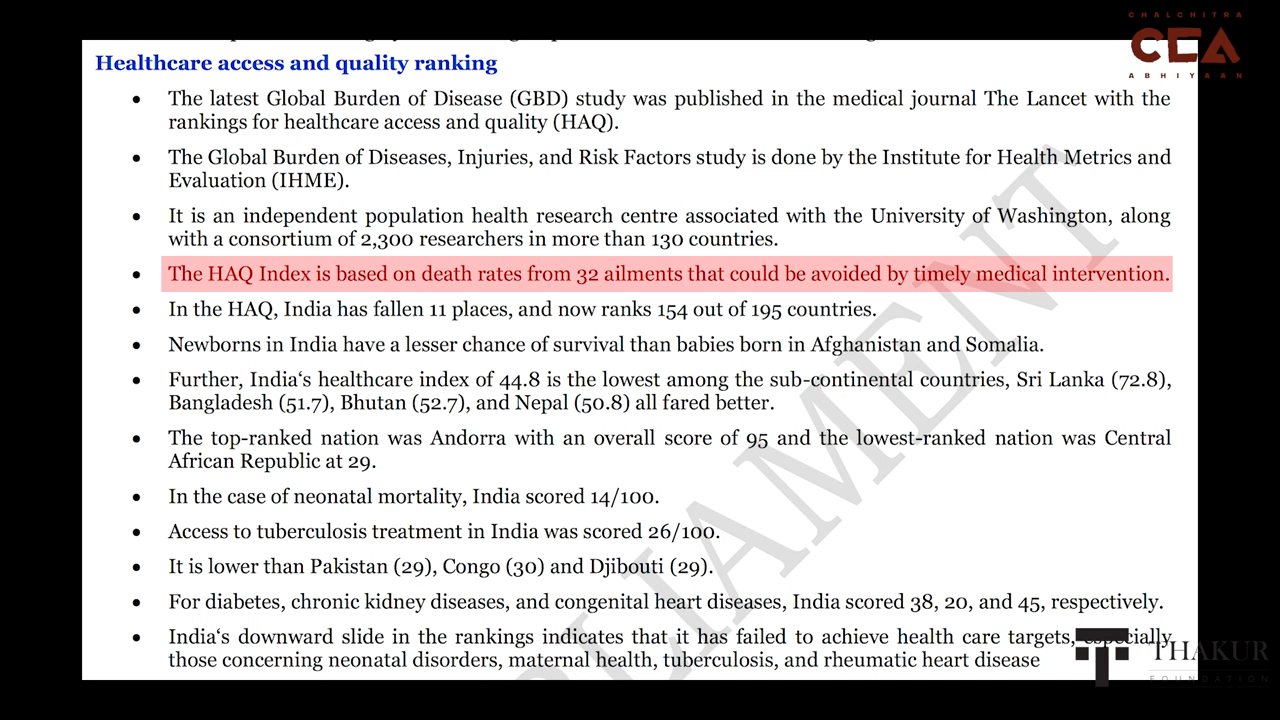 CHALCHITRA
CEA
ABHIYAAN
Healthcare access and quality ranking
• The latest Global Burden of Disease (GBD) study was published in the medical journal The Lancet with the
rankings for healthcare access and quality (HAQ).
• The Global Burden of Diseases, Injuries, and Risk Factors study is done by the Institute for Health Metrics and
Evaluation (IHME).
• It is an independent population health research centre associated with the University of Washington, along
with a consortium of 2,300 researchers in more than 130 countries.
• The HAQ Index is based on death rates from 32 ailments that could be avoided by timely medical intervention.
• In the HAQ, India has fallen 11 places, and now ranks 154 out of 195 countries.
• Newborns in India have a lesser chance of survival than babies born in Afghanistan and Somalia.
• Further, India‘s healthcare index of 44.8 is the lowest among the sub-continental countries, Sri Lanka (72.8),
Bangladesh (51.7), Bhutan (52.7), and Nepal (50.8) all fared better.
• The top-ranked nation was Andorra with an overall score of 95 and the lowest-ranked nation was Central
African Republic at 29.
• In the case of neonatal mortality, India scored 14/100.
• Access to tuberculosis treatment in India was scored 26/100.
• It is lower than Pakistan (29), Congo (30) and Djibouti (29).
• For diabetes, chronic kidney diseases, and congenital heart diseases, India scored 38, 20, and 45, respectively.
• India‘s downward slide in the rankings indicates that it has failed to achieve health care targets, especially
those concerning neonatal disorders, maternal health, tuberculosis, and rheumatic heart disease
LIAMENT
THAKUR
FOUNDATION